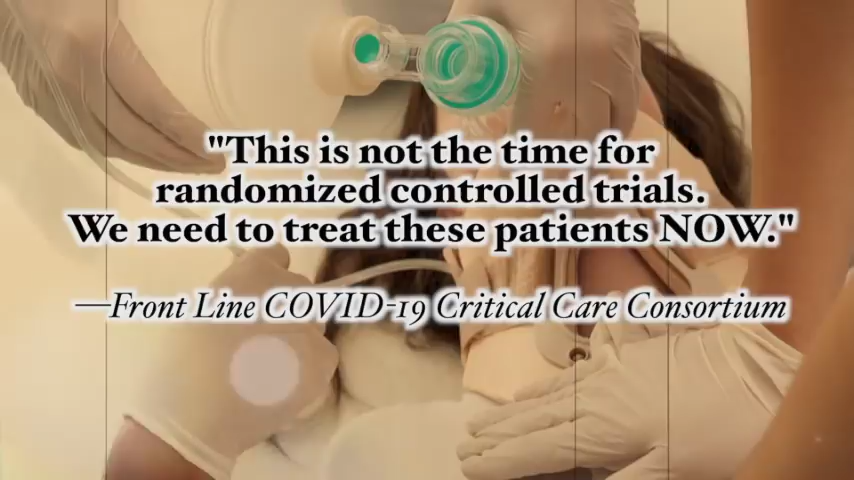 "This is not the time for
randomized controlled trials.
We need to treat these patients NOW."
—Front Line COVID-19 Critical Care Consortium